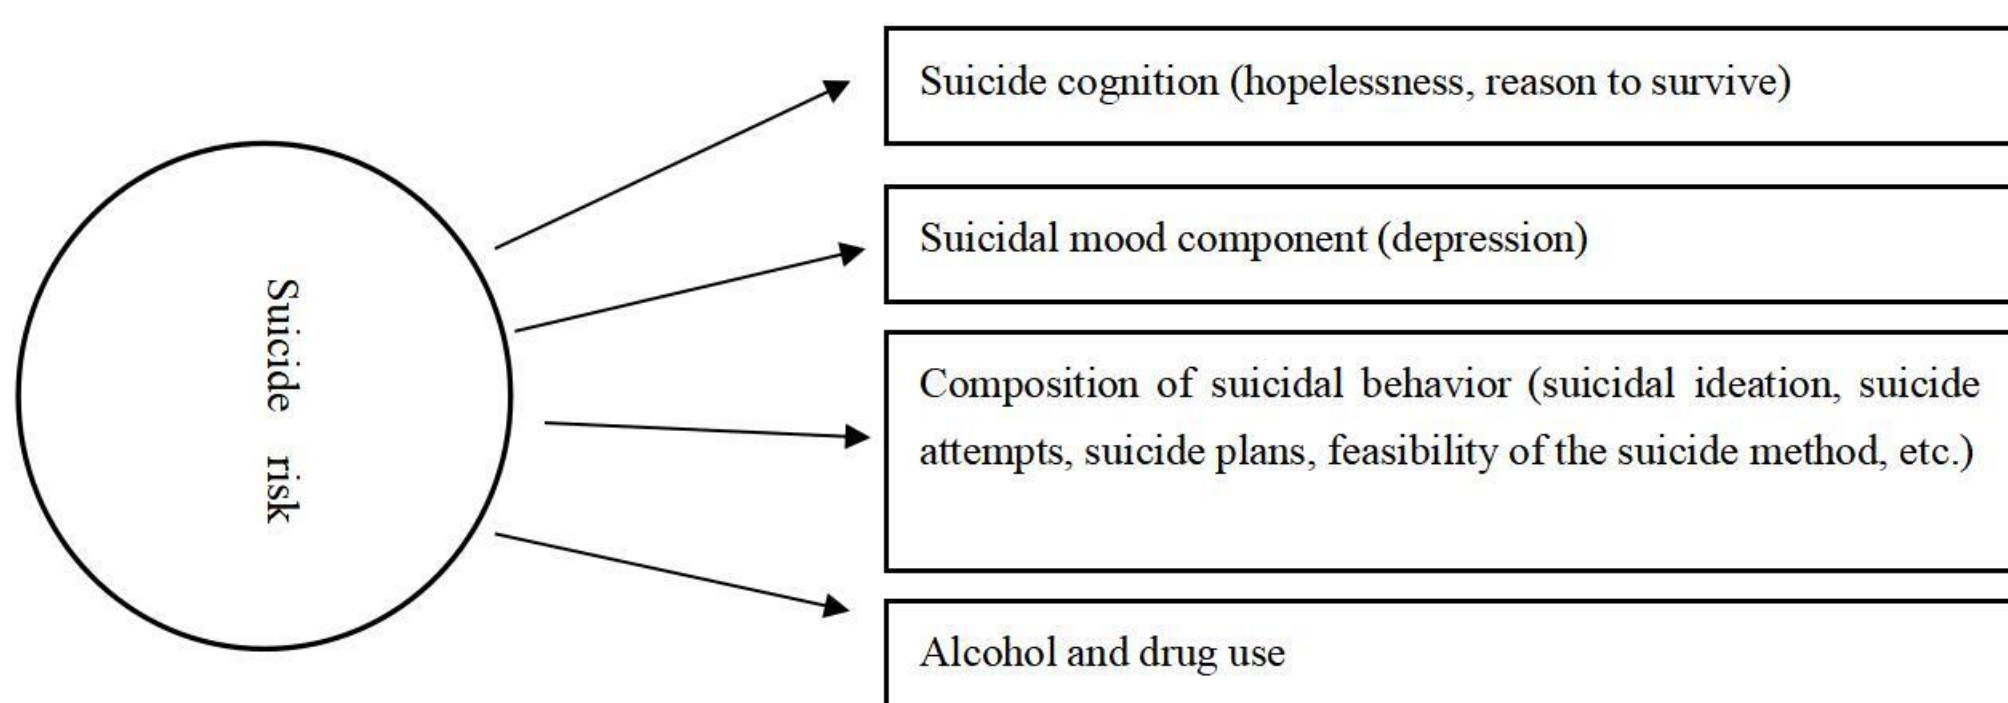 Suicide risk
Suicide cognition (hopelessness, reason to survive)
Suicidal mood component (depression)
Composition of suicidal behavior (suicidal ideation, suicide
attempts, suicide plans, feasibility of the suicide method, etc.)
Alcohol and drug use